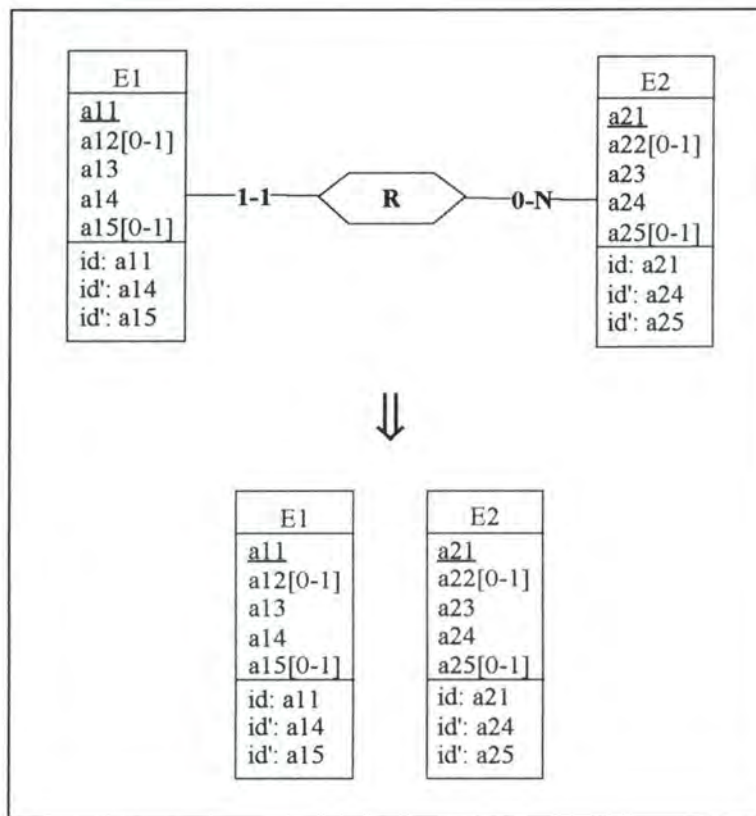 E1
a11
a12[0-1]
a13
a14
a15[0-1]
id: a11
id': a14
id': a15
1-1
R
0-N
E2
a21
a22[0-1]
a23
a24
a25[0-1]
id: a21
id': a24
id': a25
⇓
E1
a11
a12[0-1]
a13
a14
a15[0-1]
id: a11
id': a14
id': a15
E2
a21
a22[0-1]
a23
a24
a25[0-1]
id: a21
id': a24
id': a25